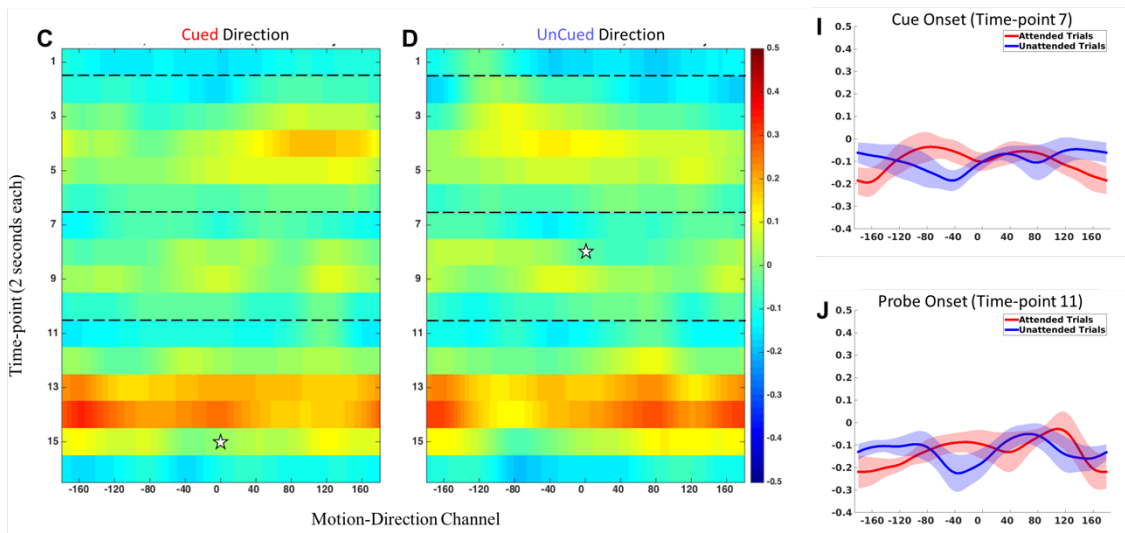 C
Cued Direction
D
UnCued Direction
1
3
5
7
9
11
13
15
-160 -120 -80 -40 0 40 80 120 160
1
3
5
7
9
11
13
15
-160 -120 -80 -40 0 40 80 120 160
0.5
0.4
0.3
0.2
0.1
0
-0.1
-0.2
-0.3
-0.4
-0.5
Time-point (2 seconds each)
Motion-Direction Channel
I
Cue Onset (Time-point 7)
Attended Trials
Unattended Trials
0.5
0.4
0.3
0.2
0.1
0
-0.1
-0.2
-0.3
-0.4
-160 -120 -80 -40 0 40 80 120 160
J
Probe Onset (Time-point 11)
Attended Trials
Unattended Trials
0.5
0.4
0.3
0.2
0.1
0
-0.1
-0.2
-0.3
-0.4
-160 -120 -80 -40 0 40 80 120 160